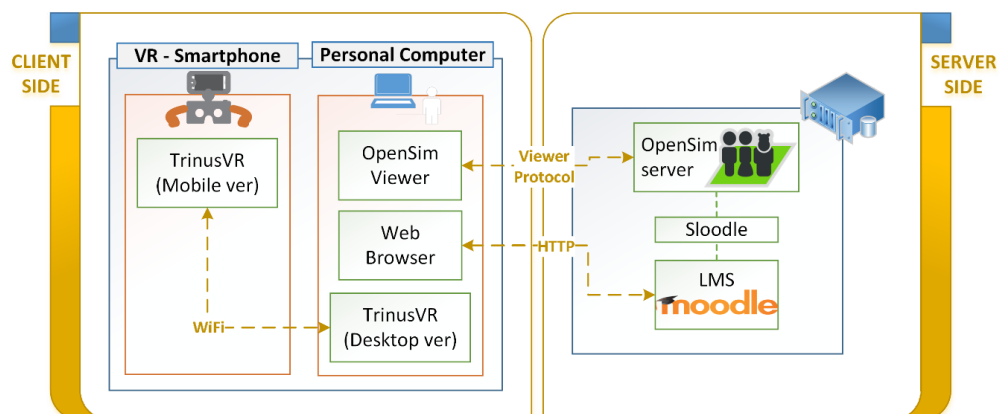 CLIENT
SIDE
VR - Smartphone
Personal Computer
SERVER
SIDE
TrinusVR
(Mobile ver)
OpenSim
Viewer
Viewer
Protocol
OpenSim
server
Web
Browser
HTTP
Sloodle
LMS
moodle
WiFi
TrinusVR
(Desktop ver)